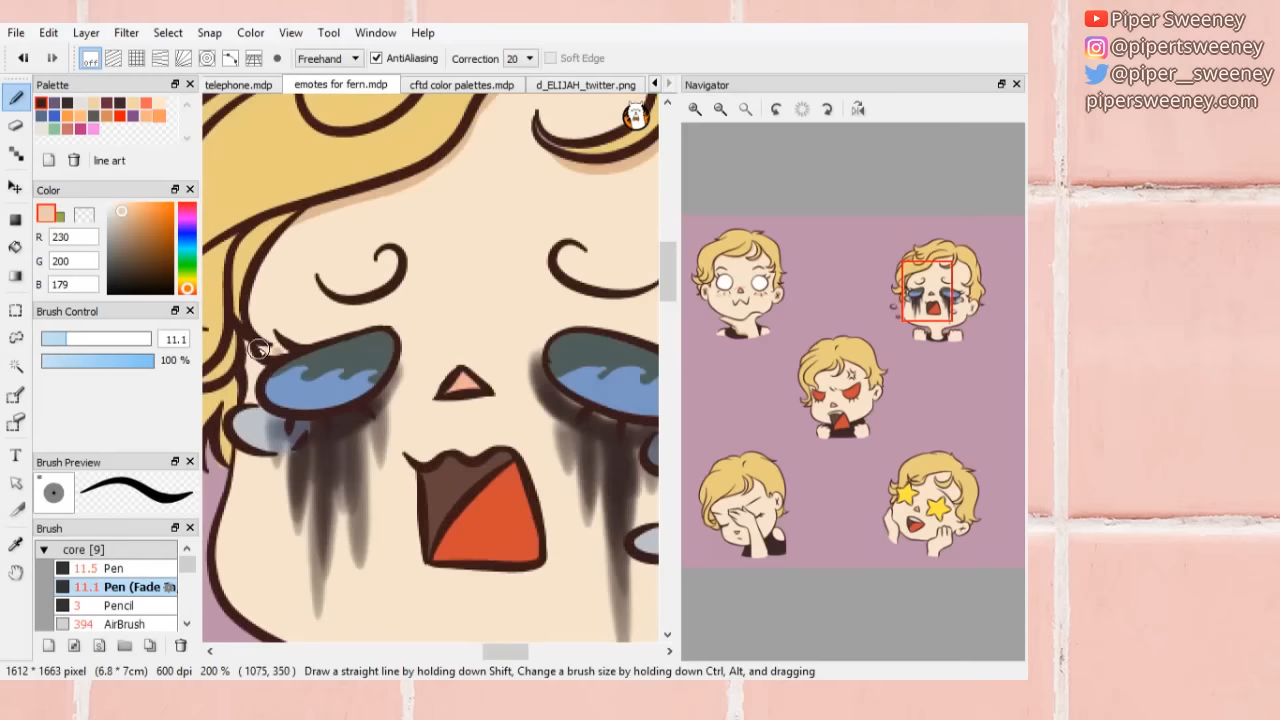 File Edit Layer Filter Select Snap Color View Tool Window Help
off Freehand AntiAliasing Correction 20 Soft Edge
Palette
telephone.mdp emotes for fern.mdp cftd color palettes.mdp d_ELIJAH_twitter.png
Navigator
line art
Color
R 230
G 200
B 179
Brush Control
11.1
100 %
Brush Preview
Brush
core [9]
11.5 Pen
11.1 Pen (Fade
3 Pencil
394 AirBrush
1612 * 1663 pixel (6.8 * 7cm) 600 dpi 200 % ( 1075, 350 ) Draw a straight line by holding down Shift, Change a brush size by holding down Ctrl, Alt, and dragging
Piper Sweeney
@pipertsweeney
@piper__sweeney
pipersweeney.com